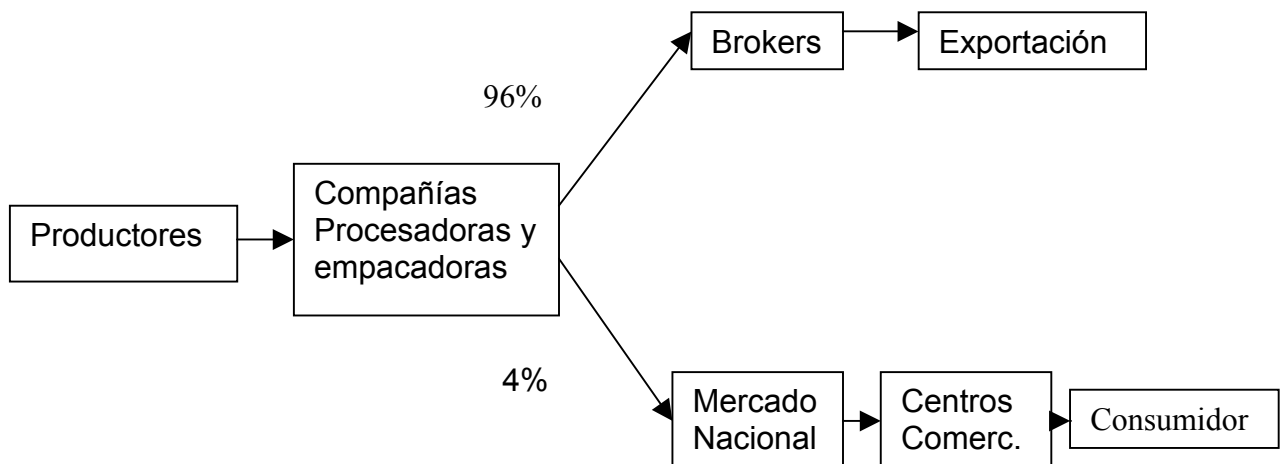 Brokers
Exportación
96%
Productores
Compañías
Procesadoras y
empacadoras
4%
Mercado
Nacional
Centros
Comerc.
Consumidor